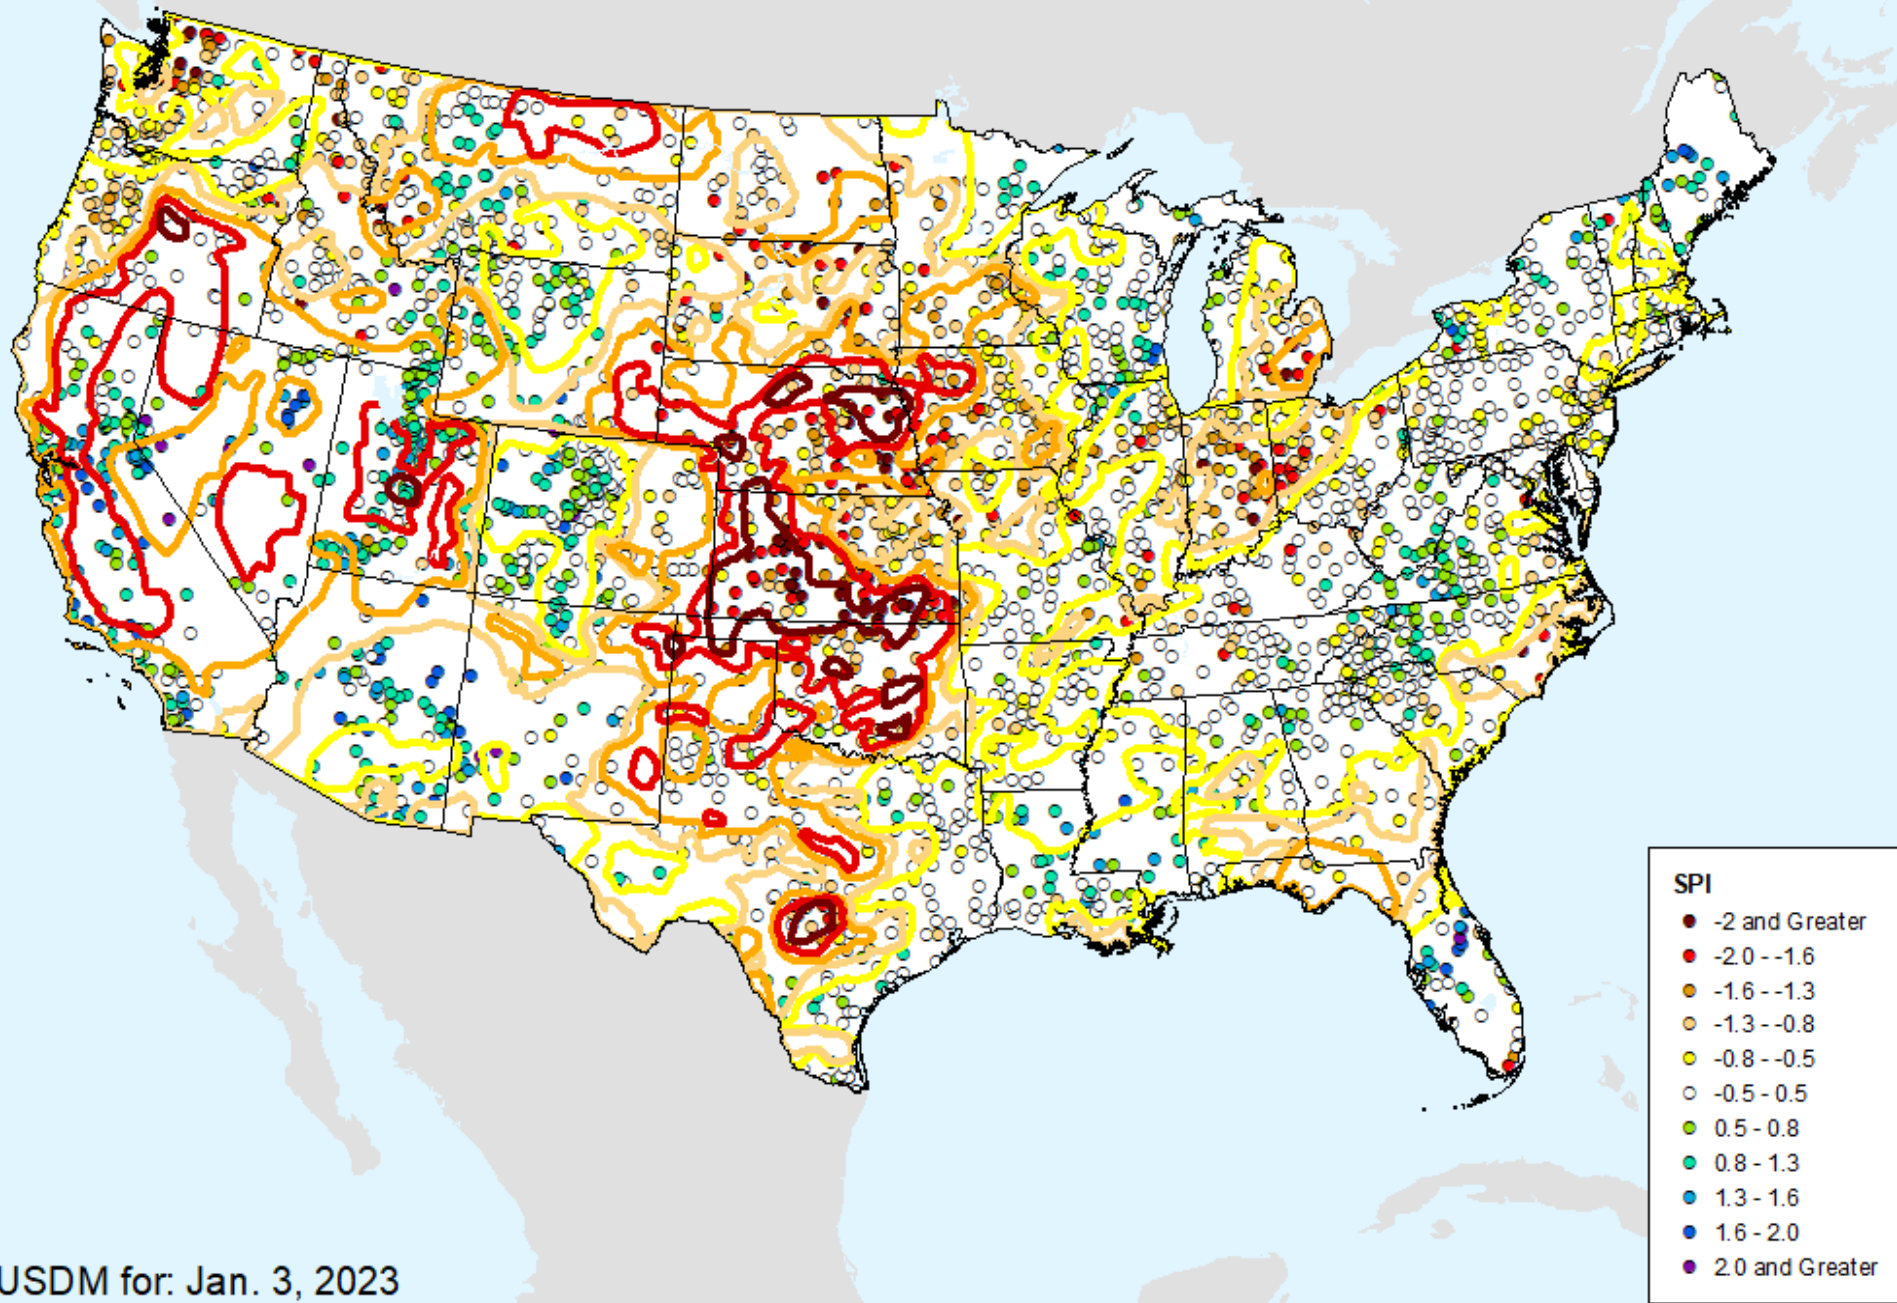 SPI
-2 and Greater
-2.0 - -1.6
-1.6 - -1.3
-1.3 - -0.8
-0.8 - -0.5
-0.5 - 0.5
0.5 - 0.8
0.8 - 1.3
1.3 - 1.6
1.6 - 2.0
2.0 and Greater
USDM for: Jan. 3, 2023